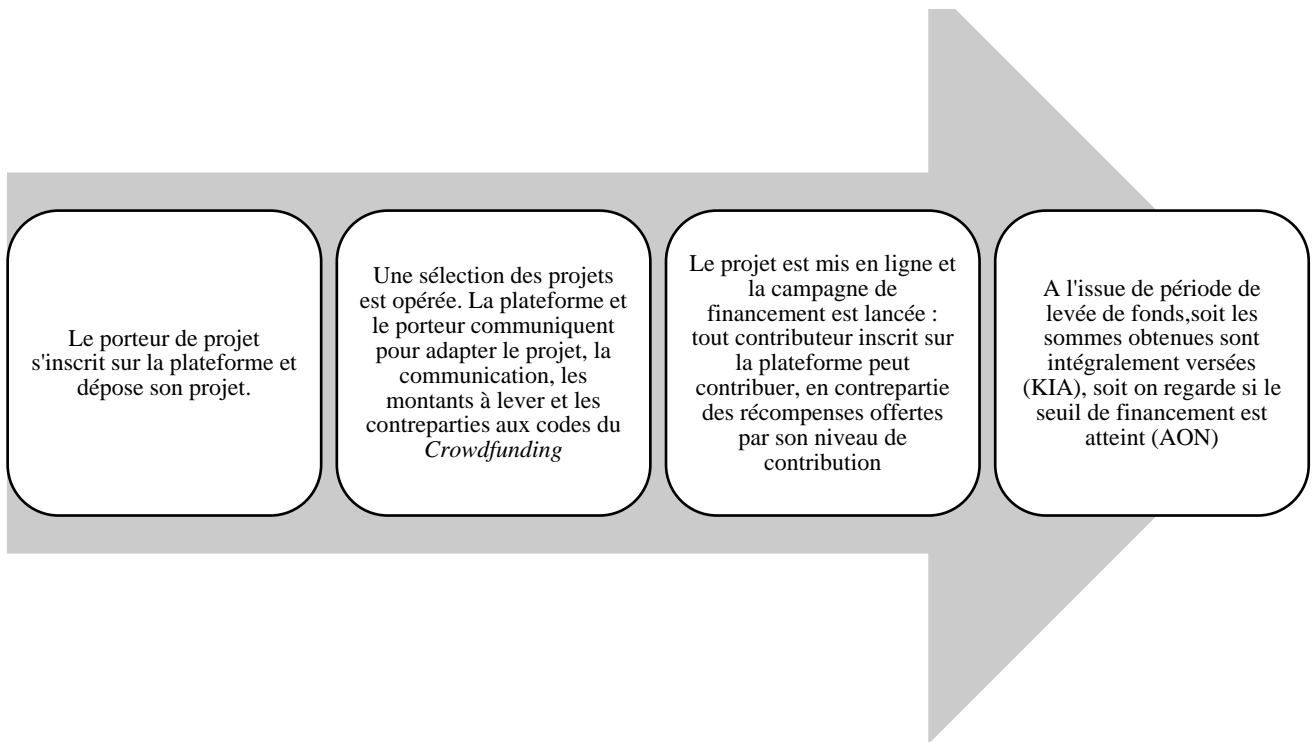 Le porteur de projet
s'inscrit sur la plateforme et
dépose son projet.
Une sélection des projets
est opérée. La plateforme et
le porteur communiquent
pour adapter le projet, la
communication, les
montants à lever et les
contreparties aux codes du
Crowdfunding
Le projet est mis en ligne et
la campagne de
financement est lancée :
tout contributeur inscrit sur
la plateforme peut
contribuer, en contrepartie
des récompenses offertes
par son niveau de
contribution
A l'issue de période de
levée de fonds,soit les
sommes obtenues sont
intégralement versées
(KIA), soit on regarde si le
seuil de financement est
atteint (AON)